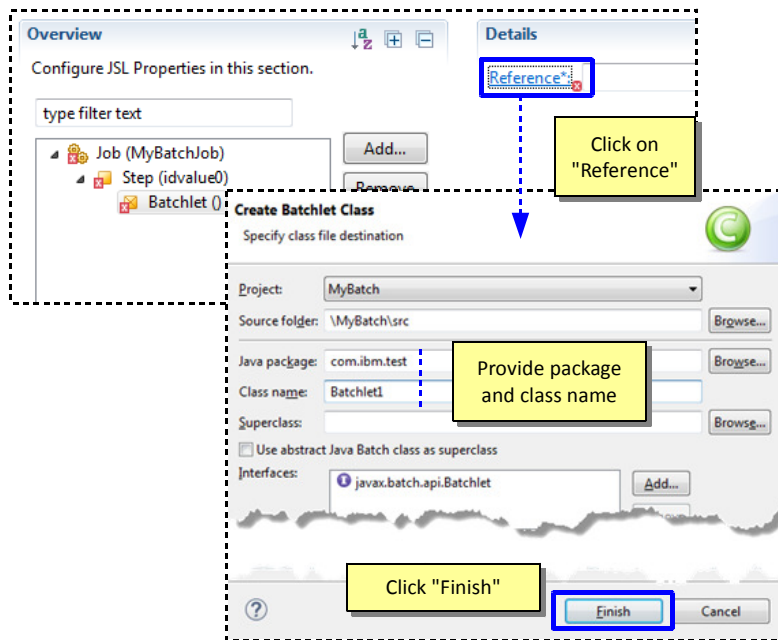 Overview
Configure JSL Properties in this section.
type filter text
Job (MyBatchJob)
Step (idvalue0)
Batchlet ()
Add...
Remove
Details
Reference*:
Click on
"Reference"
Create Batchlet Class
Specify class file destination
Project: MyBatch
Source folder: \MyBatch\src Browse...
Java package: com.ibm.test Browse...
Class name: Batchlet1
Provide package
and class name
Superclass: Browse...
Use abstract Java Batch class as superclass
Interfaces: javax.batch.api.Batchlet Add...
Click "Finish"
Finish Cancel